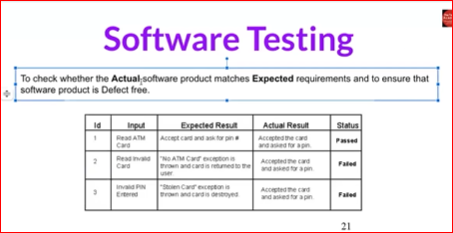 Software Testing
To check whether the Actual software product matches Expected requirements and to ensure that
software product is Defect free.
Id Input Expected Result Actual Result Status
1 Read ATM Card Accept card and ask for pin # Accepted the card and asked for a pin. Passed
2 Read Invalid Card "No ATM Card" exception is thrown and card is returned to the user Accepted the card and asked for a pin. Failed
3 Invalid PIN Entered "Stolen Card" exception is thrown and card is destroyed. Accepted the card and asked for a pin. Failed
21